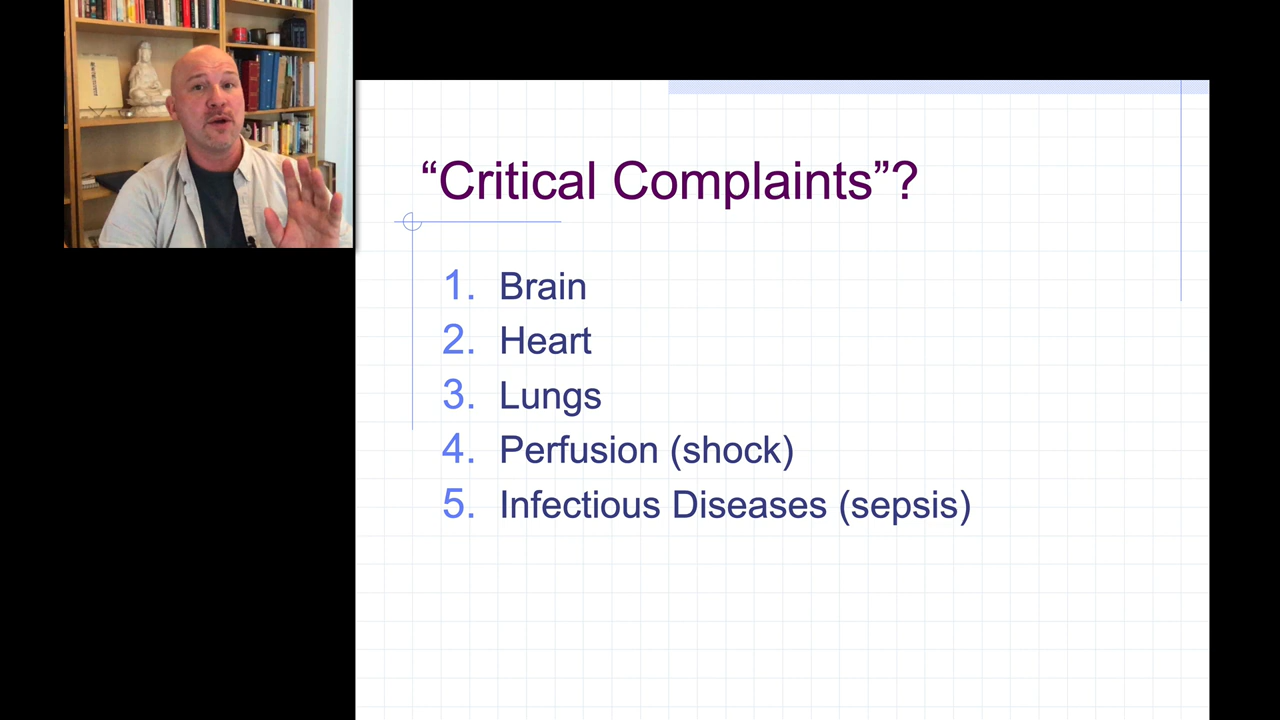 “Critical Complaints”?
1. Brain
2. Heart
3. Lungs
4. Perfusion (shock)
5. Infectious Diseases (sepsis)